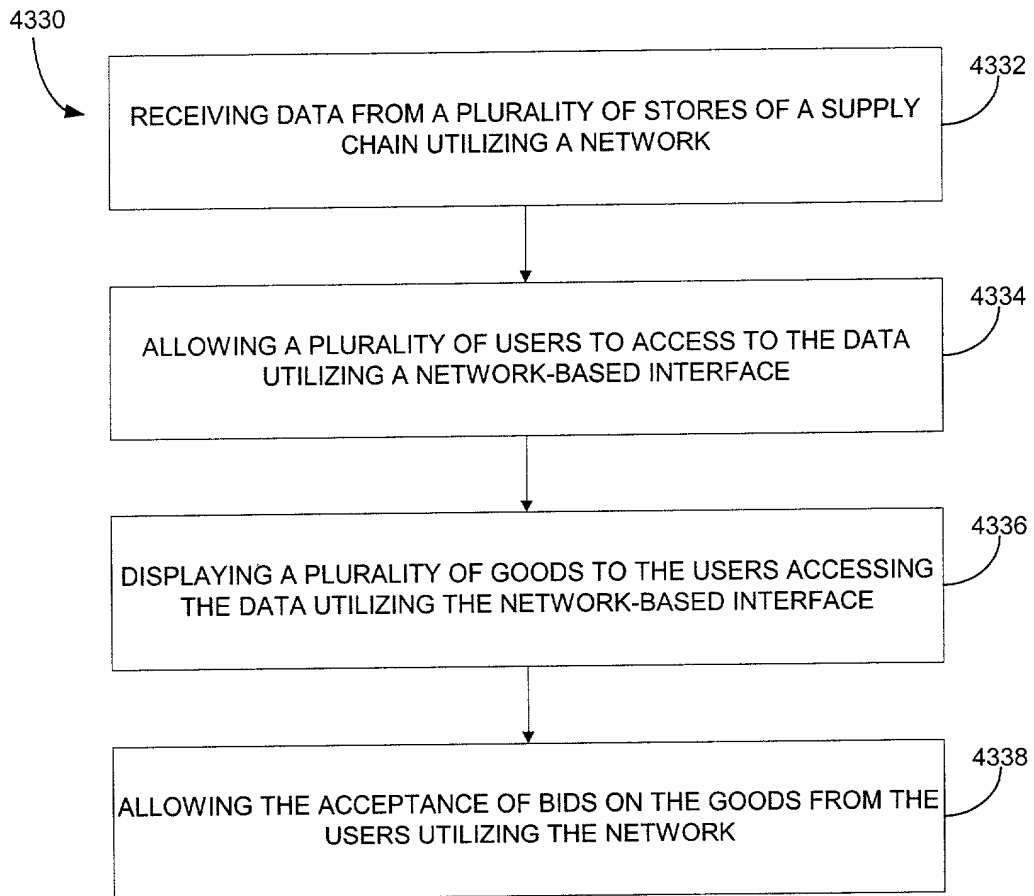 4330
4332
RECEIVING DATA FROM A PLURALITY OF STORES OF A SUPPLY
CHAIN UTILIZING A NETWORK
4334
ALLOWING A PLURALITY OF USERS TO ACCESS TO THE DATA
UTILIZING A NETWORK-BASED INTERFACE
4336
DISPLAYING A PLURALITY OF GOODS TO THE USERS ACCESSING
THE DATA UTILIZING THE NETWORK-BASED INTERFACE
4338
ALLOWING THE ACCEPTANCE OF BIDS ON THE GOODS FROM THE
USERS UTILIZING THE NETWORK